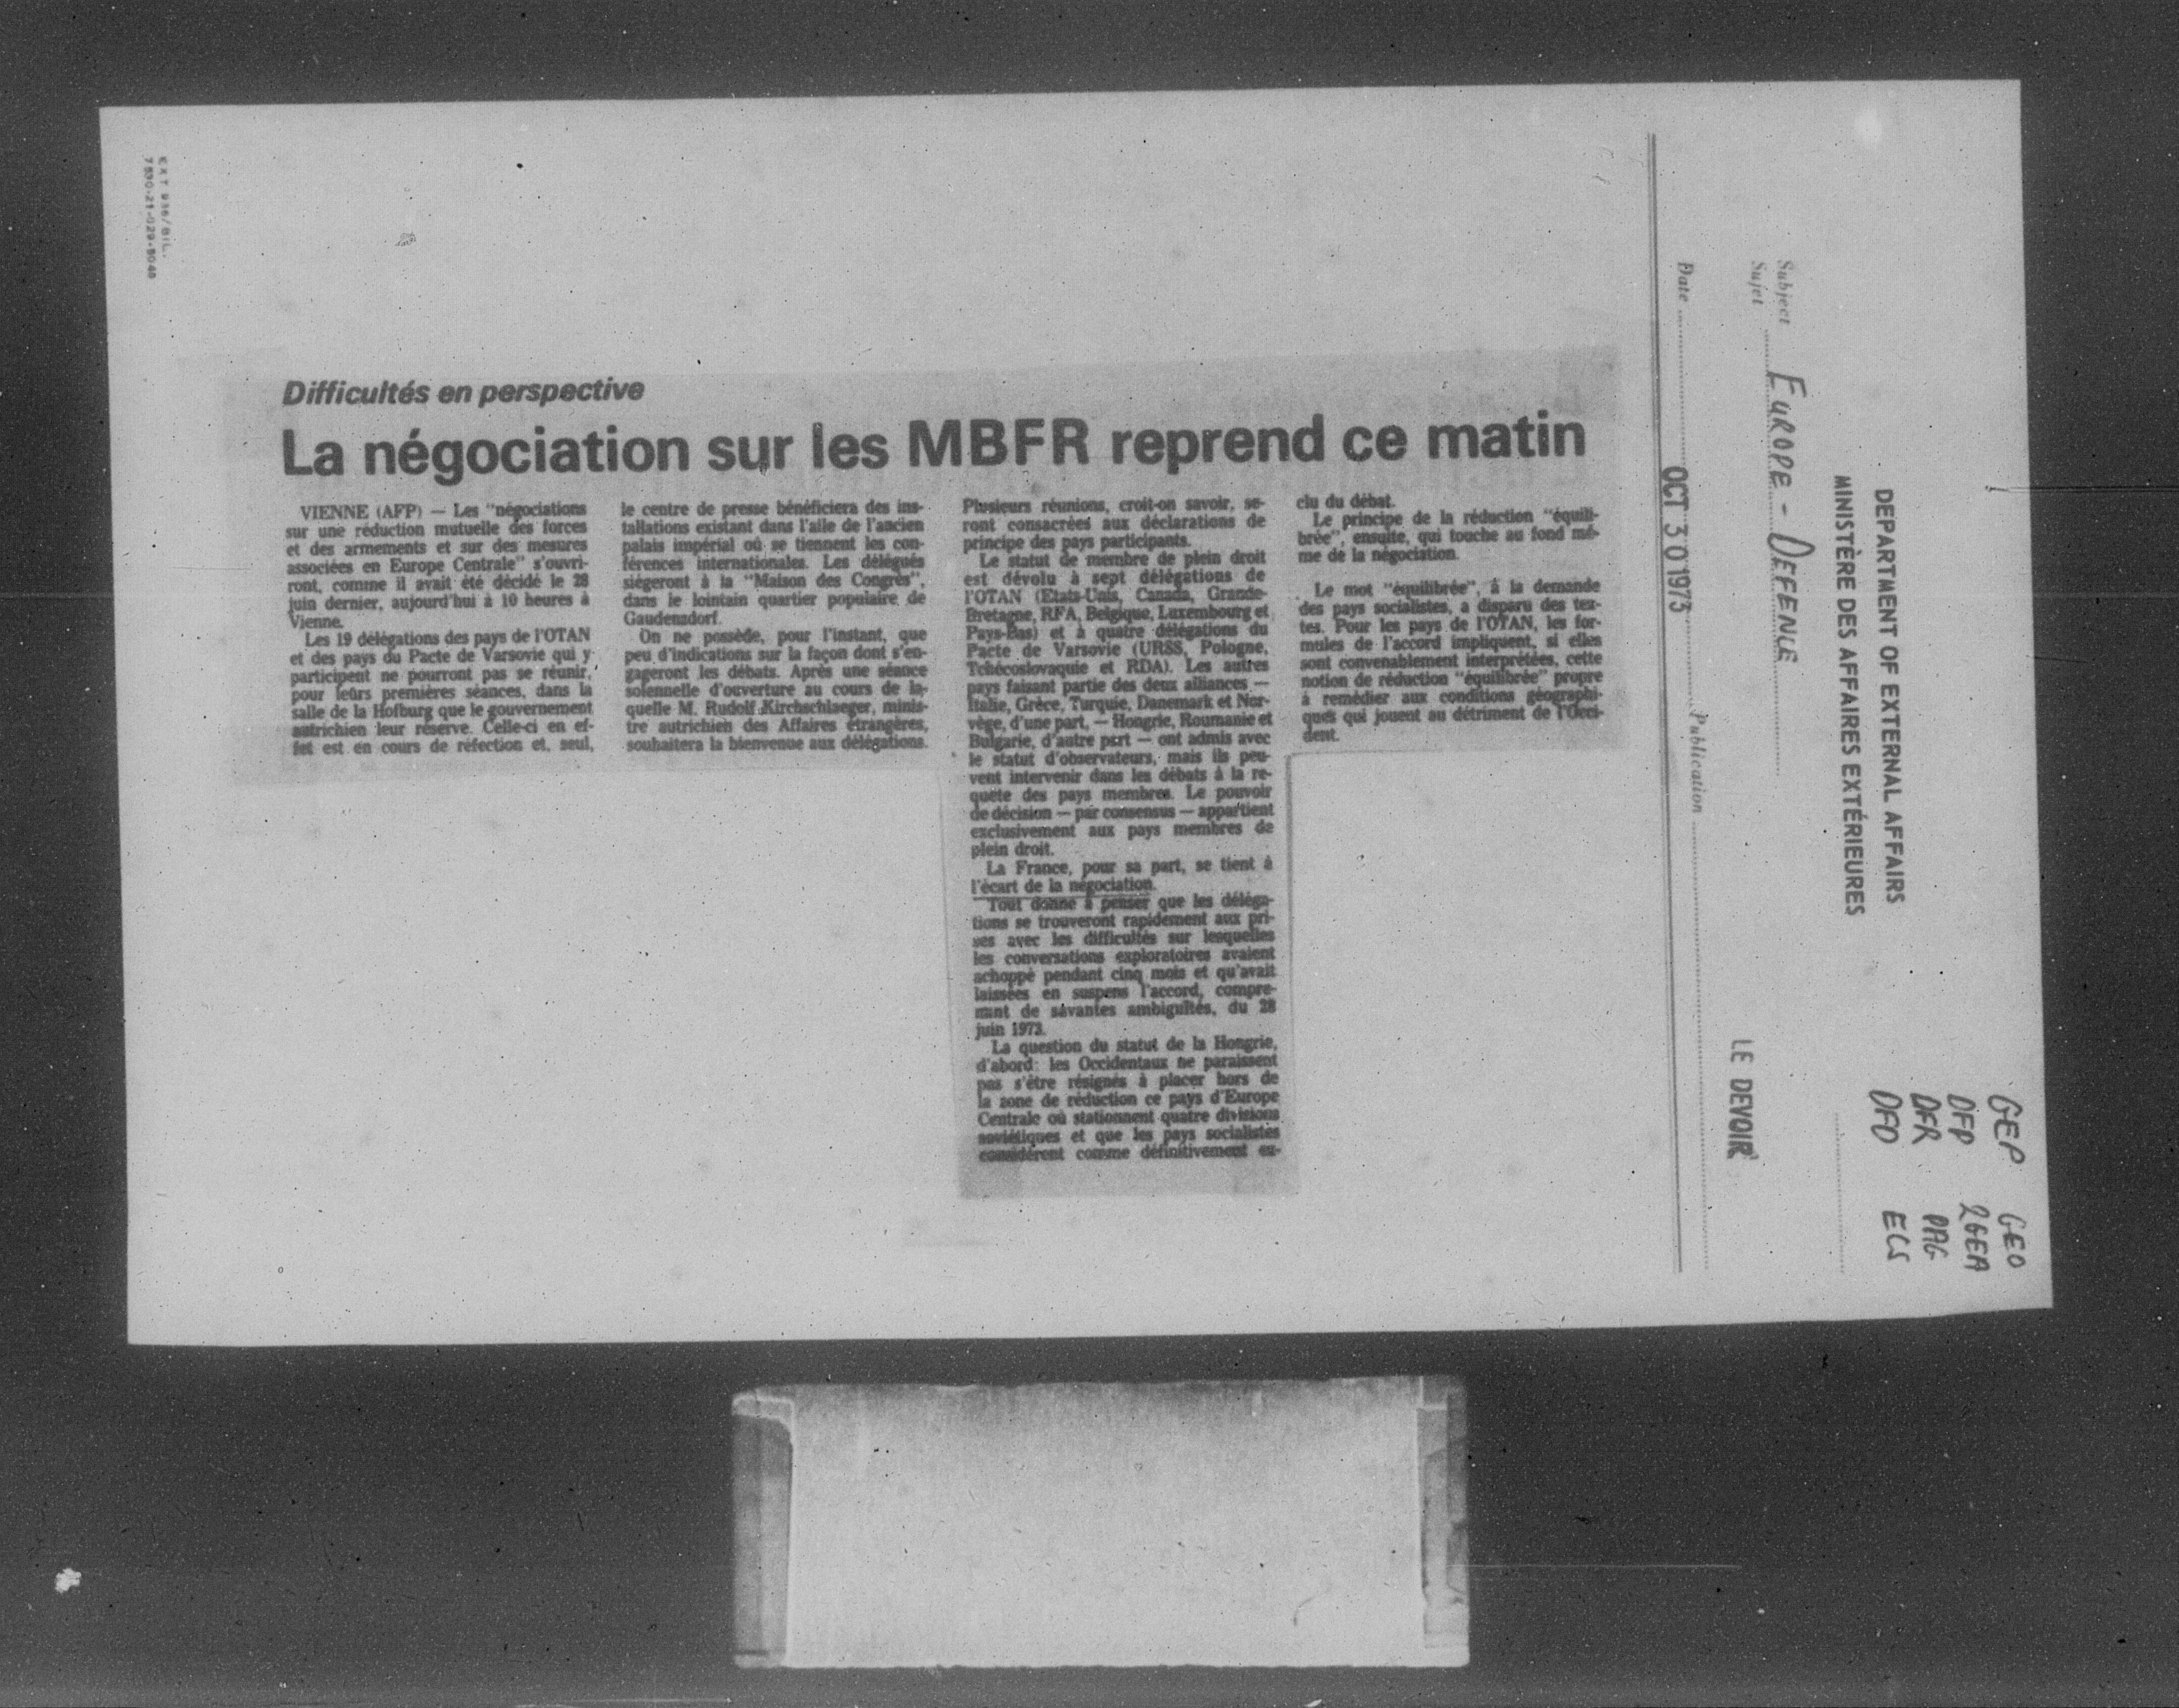 EXT 936/BIL.
7530-21-029-5048
Difficultés en perspective
La négociation sur les MBFR reprend ce matin
VIENNE (AFP) — Les "négociations
sur une réduction mutuelle des forces
et des armements et sur des mesures
associées en Europe Centrale" s'ouvri-
ront, comme il avait été décidé le 28
juin dernier, aujourd'hui à 10 heures à
Vienne.
Les 19 délégations des pays de l'OTAN
et des pays du Pacte de Varsovie qui y
participent ne pourront pas se réunir,
pour leurs premières séances, dans la
salle de la Hofburg que le gouvernement
autrichien leur réserve. Celle-ci en ef-
fet est en cours de réfection et, seul,
le centre de presse bénéficiera des ins-
tallations existant dans l'aile de l'ancien
palais impérial où se tiennent les con-
férences internationales. Les délégués
siégeront à la "Maison des Congrès",
dans le lointain quartier populaire de
Gaudensdorf.
On ne possède, pour l'instant, que
peu d'indications sur la façon dont s'en-
gageront les débats. Après une séance
solennelle d'ouverture au cours de la-
quelle M. Rudolf Kirchschlaeger, minis-
tre autrichien des Affaires étrangères,
souhaitera la bienvenue aux délégations.
Plusieurs réunions, croit-on savoir, se-
ront consacrées aux déclarations de
principe des pays participants.
Le statut de membre de plein droit
est dévolu à sept délégations de
l'OTAN (Etats-Unis, Canada, Grande-
Bretagne, RFA, Belgique, Luxembourg et
Pays-Bas) et à quatre délégations du
Pacte de Varsovie (URSS, Pologne,
Tchécoslovaquie et RDA). Les autres
pays faisant partie des deux alliances —
Italie, Grèce, Turquie, Danemark et Nor-
vège, d'une part, — Hongrie, Roumanie et
Bulgarie, d'autre part — ont admis avec
le statut d'observateurs, mais ils peu-
vent intervenir dans les débats à la re-
quête des pays membres. Le pouvoir
de décision — par consensus — appartient
exclusivement aux pays membres de
plein droit.
La France, pour sa part, se tient à
l'écart de la négociation.
Tout donne à penser que les déléga-
tions se trouveront rapidement aux pri-
ses avec les difficultés sur lesquelles
les conversations exploratoires avaient
achoppé pendant cinq mois et qu'avait
laissées en suspens l'accord, compre-
nant de savantes ambiguïtés, du 28
juin 1973.
La question du statut de la Hongrie,
d'abord: les Occidentaux ne paraissent
pas s'être résignés à placer hors de
la zone de réduction ce pays d'Europe
Centrale où stationnent quatre divisions
soviétiques et que les pays socialistes
considèrent comme définitivement ex-
clu du débat.
Le principe de la réduction "équili-
brée", ensuite, qui touche au fond mê-
me de la négociation.
Le mot "équilibrée", à la demande
des pays socialistes, a disparu des tex-
tes. Pour les pays de l'OTAN, les for-
mules de l'accord impliquent, si elles
sont convenablement interprétées, cette
notion de réduction "équilibrée" propre
à remédier aux conditions géographi-
ques qui jouent au détriment de l'Occi-
dent.
DEPARTMENT OF EXTERNAL AFFAIRS
MINISTÈRE DES AFFAIRES EXTÉRIEURES
Subject
Sujet
EUROPE - DEFENCE
Date
OCT 30 1973
Publication
LE DEVOIR
GEP GEO
DFP 2GEA
DFR PAG
DFD ECS